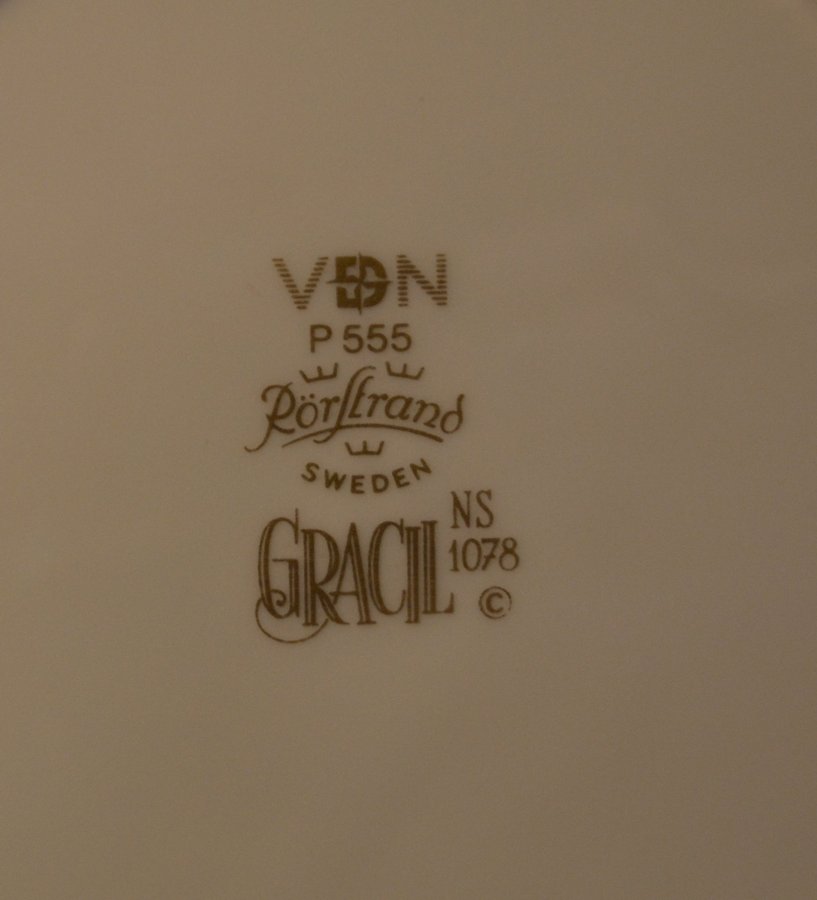 VDN
P 555
Rörstrand
SWEDEN
GRACIL
NS
1078
©